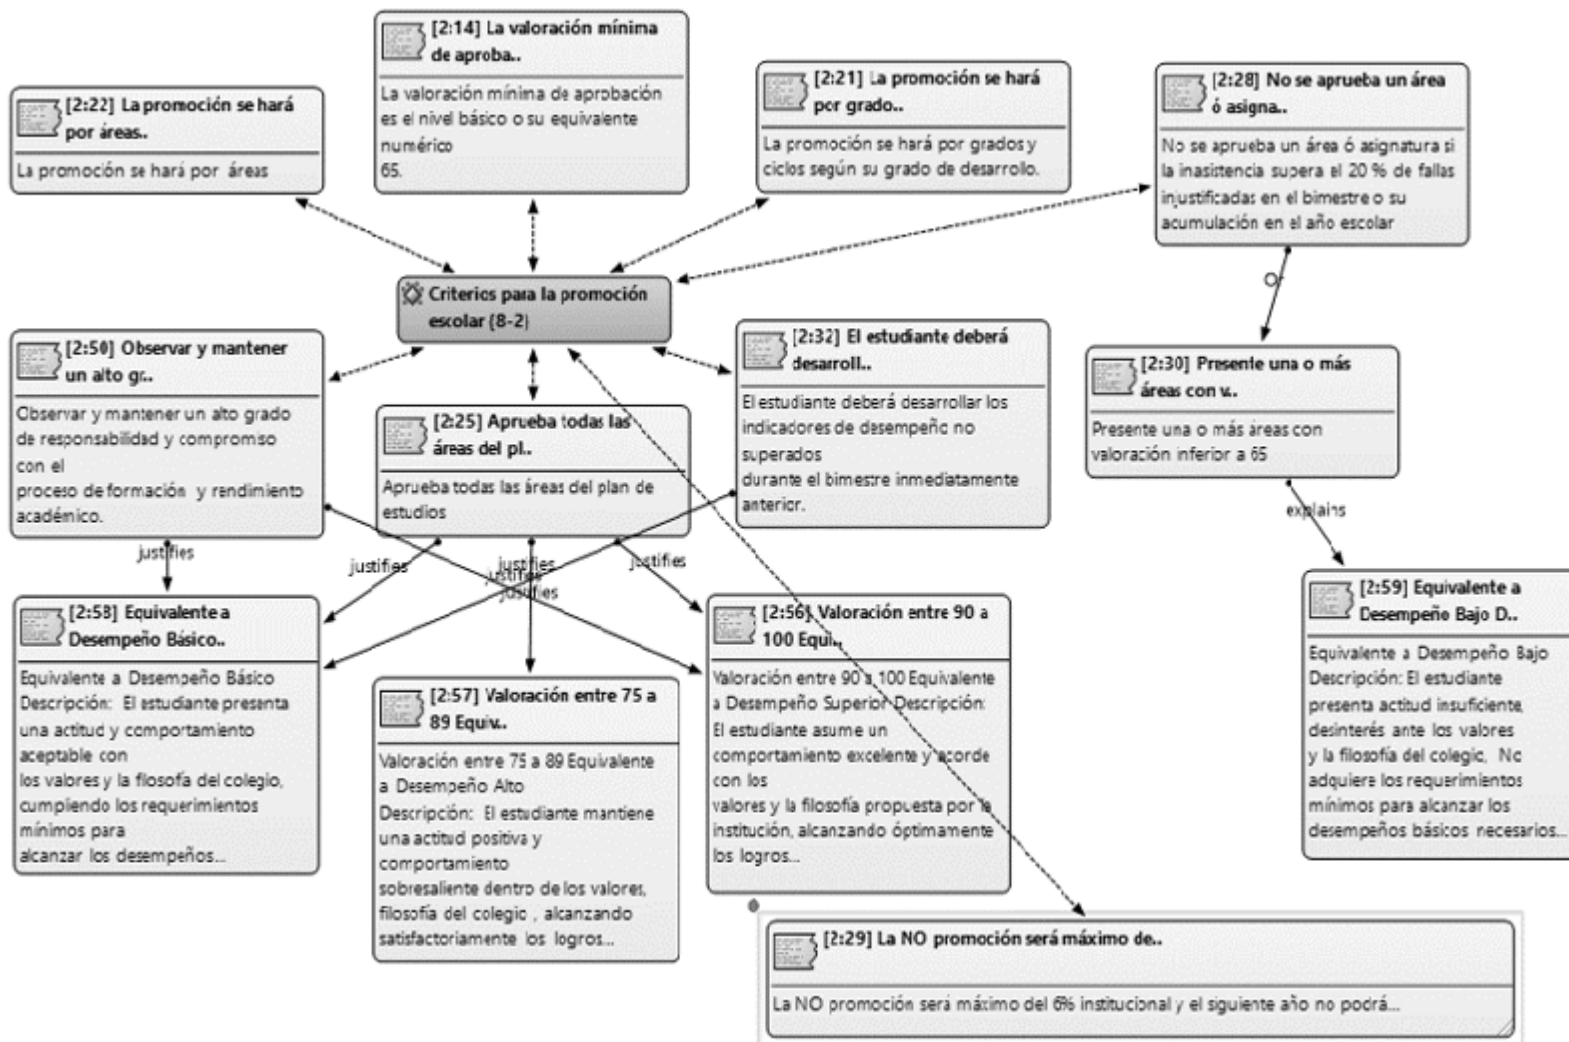 [2:22] La promoción se hará
por áreas..
La promoción se hará por áreas
[2:14] La valoración mínima
de aproba..
La valoración mínima de aprobación
es el nivel básico o su equivalente
numérico
65.
[2:21] La promoción se hará
por grado..
La promoción se hará por grados y
ciclos según su grado de desarrollo.
[2:28] No se aprueba un área
ó asigna..
No se aprueba un área ó asignatura si
la inasistencia supera el 20 % de fallas
injustificadas en el bimestre o su
acumulación en el año escolar
Criterios para la promoción
escolar (8-2)
Or
[2:50] Observar y mantener
un alto gr..
Observar y mantener un alto grado
de responsabilidad y compromiso
con el
proceso de formación y rendimiento
académico.
[2:25] Aprueba todas las
áreas del pl..
Aprueba todas las áreas del plan de
estudios
[2:32] El estudiante deberá
desarroll..
El estudiante deberá desarrollar los
indicadores de desempeño no
superados
durante el bimestre inmediatamente
anterior.
[2:30] Presente una o más
áreas con v..
Presente una o más áreas con
valoración inferior a 65
justifies
justifies
justifies
justifies
justifies
justifies
explains
[2:58] Equivalente a
Desempeño Básico..
Equivalente a Desempeño Básico
Descripción: El estudiante presenta
una actitud y comportamiento
aceptable con
los valores y la filosofía del colegio,
cumpliendo los requerimientos
mínimos para
alcanzar los desempeños...
[2:57] Valoración entre 75 a
89 Equiv..
Valoración entre 75 a 89 Equivalente
a Desempeño Alto
Descripción: El estudiante mantiene
una actitud positiva y
comportamiento
sobresaliente dentro de los valores,
filosofía del colegio , alcanzando
satisfactoriamente los logros...
[2:56] Valoración entre 90 a
100 Equi..
Valoración entre 90 a 100 Equivalente
a Desempeño Superior Descripción:
El estudiante asume un
comportamiento excelente y acorde
con los
valores y la filosofía propuesta por la
institución, alcanzando óptimamente
los logros...
[2:59] Equivalente a
Desempeño Bajo D..
Equivalente a Desempeño Bajo
Descripción: El estudiante
presenta actitud insuficiente,
desinterés ante los valores
y la filosofía del colegio, No
adquiere los requerimientos
mínimos para alcanzar los
desempeños básicos necesarios...
[2:29] La NO promoción será máximo de..
La NO promoción será máximo del 6% institucional y el siguiente año no podrá...